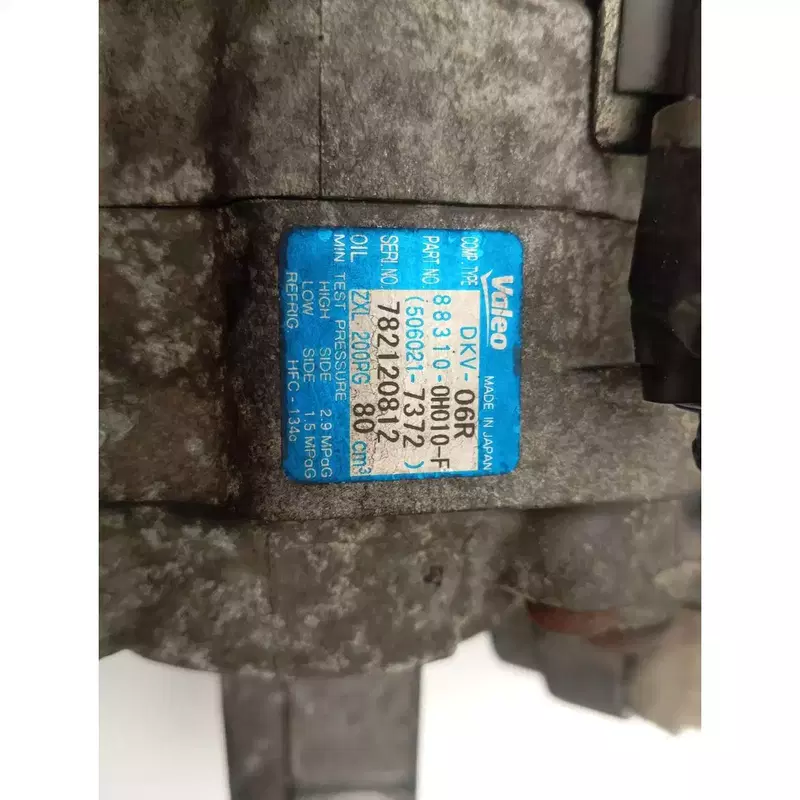 Valeo MADE IN JAPAN
COMP TYPE DKV-06R
PART NO. 88310-0H010-F
(506021-7372)
SERI NO. 782120812
OIL ZXL 200PG 80 cm³
MIN TEST PRESSURE
HIGH SIDE 2.9 MPaG
LOW SIDE 1.5 MPaG
REFRIG. HFC-134a